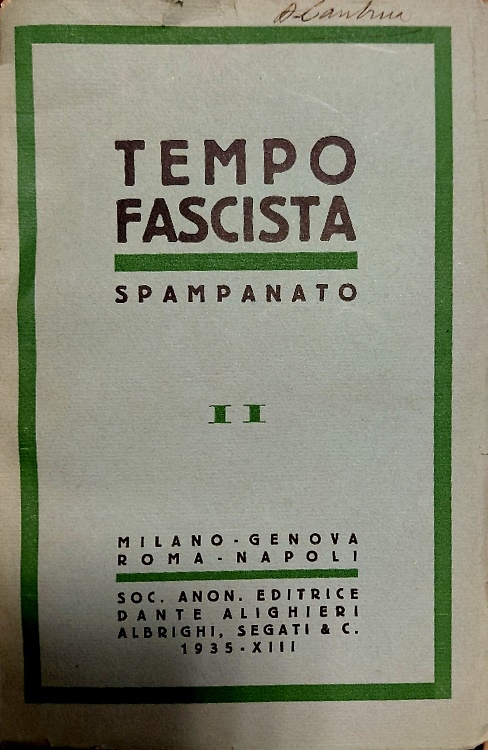 TEMPO
FASCISTA
SPAMPANATO
II
MILANO-GENOVA
ROMA-NAPOLI
SOC. ANON. EDITRICE
DANTE ALIGHIERI
ALBRIGHI, SEGATI & C.
1935-XIII